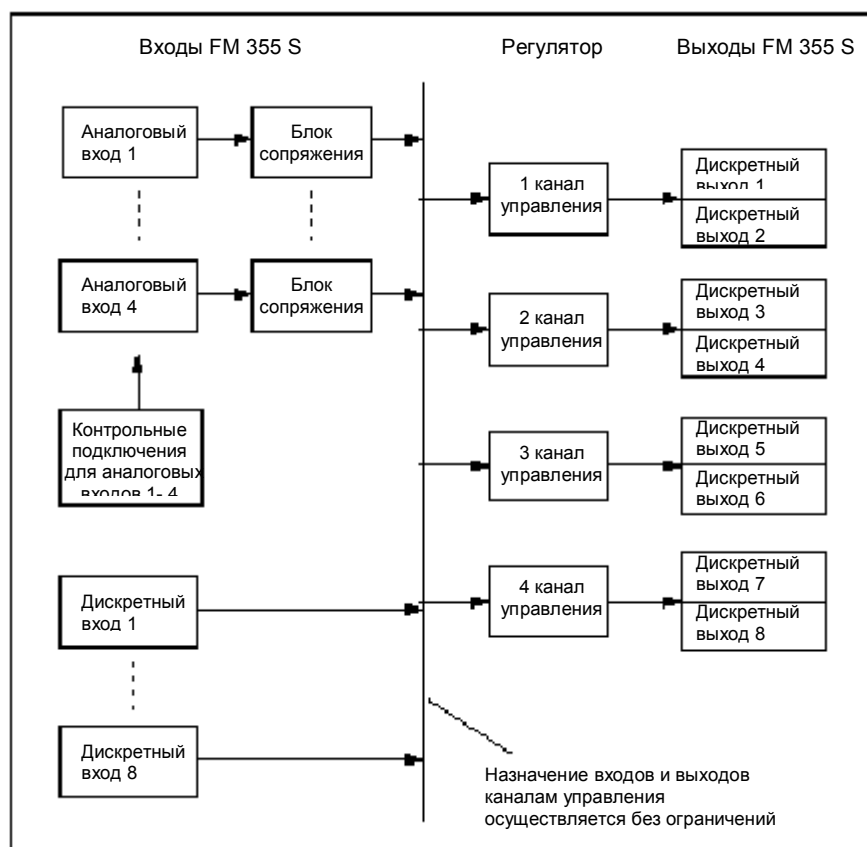 Входы FM 355 S
Регулятор
Выходы FM 355 S
Аналоговый
вход 1
Блок
сопряжения
Аналоговый
вход 4
Блок
сопряжения
Контрольные
подключения
для аналоговых
входов 1- 4
Дискретный
вход 1
Дискретный
вход 8
1 канал
управления
2 канал
управления
3 канал
управления
4 канал
управления
Дискретный
выход 1
Дискретный
выход 2
Дискретный
выход 3
Дискретный
выход 4
Дискретный
выход 5
Дискретный
выход 6
Дискретный
выход 7
Дискретный
выход 8
Назначение входов и выходов
каналам управления
осуществляется без ограничений